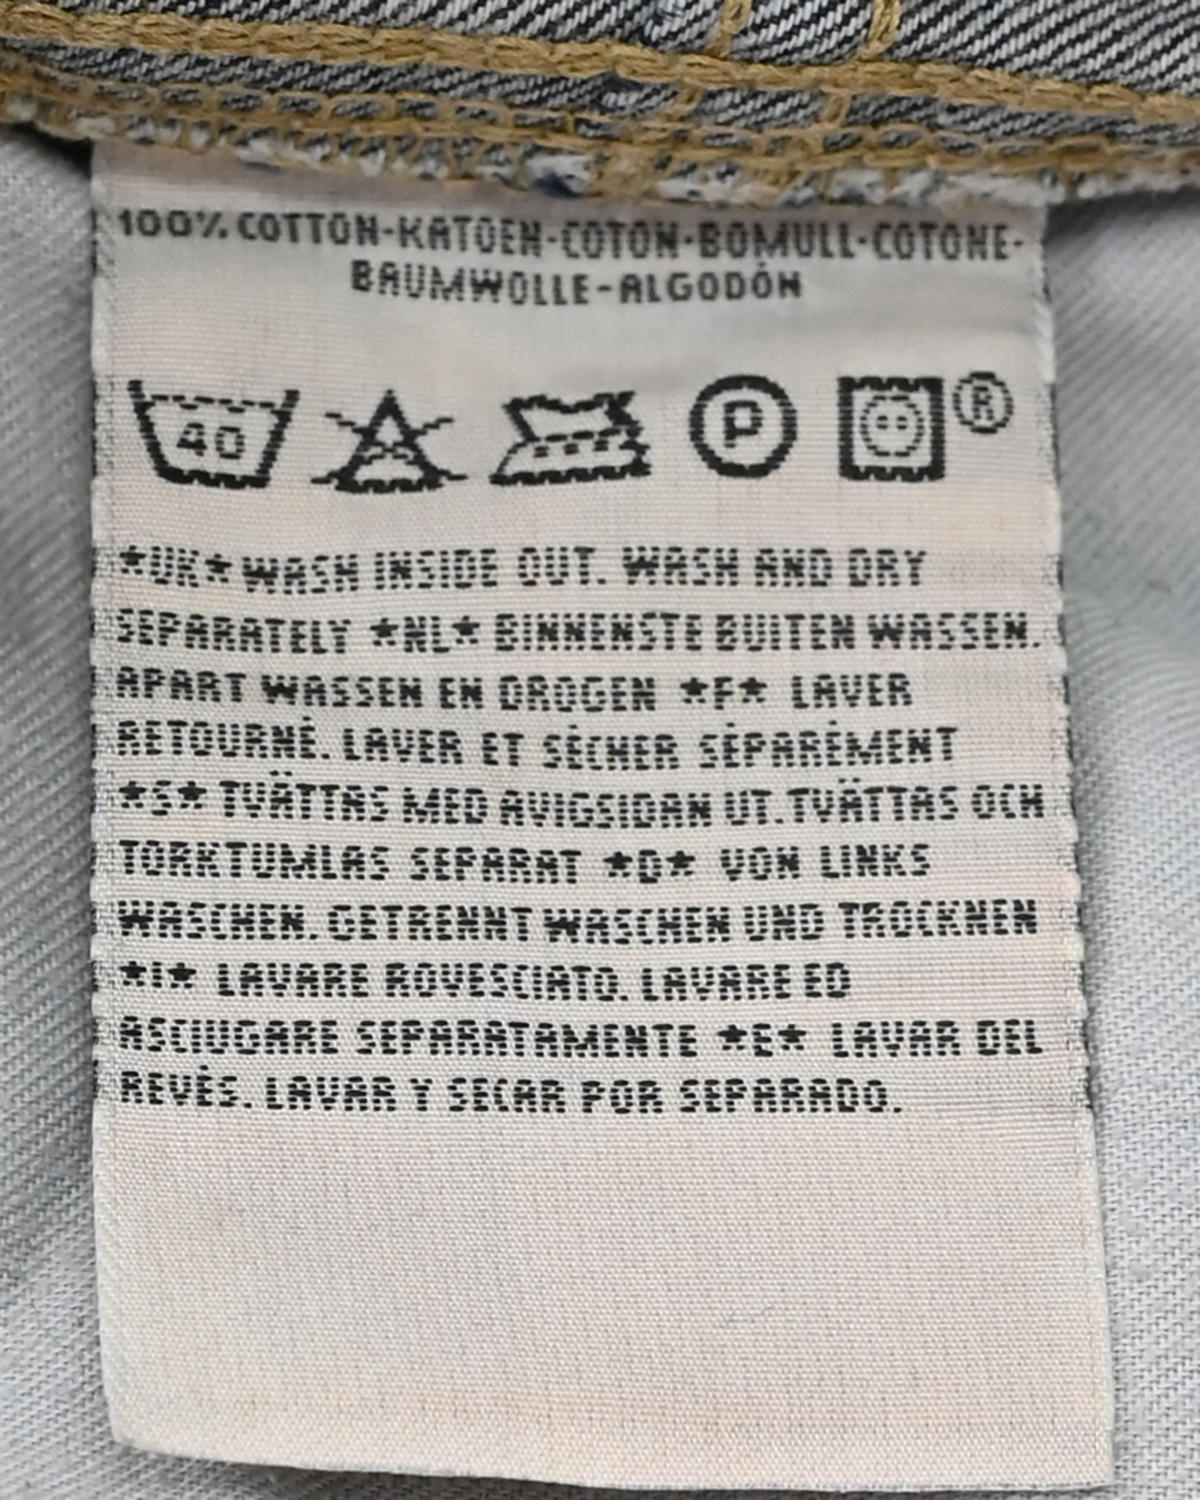 100% COTTON-KATOEN-COTON-BOMULL-COTONE-
BAUMWOLLE-ALGODÓN
40 P ®
*UK* WASH INSIDE OUT. WASH AND DRY
SEPARATELY *NL* BINNENSTE BUITEN WASSEN.
APART WASSEN EN DROGEN *F* LAVER
RETOURNÉ. LAVER ET SÉCHER SÉPARÉMENT
*S* TVÄTTAS MED AVIGSIDAN UT. TVÄTTAS OCH
TORKTUMLAS SEPARAT *D* VON LINKS
WASCHEN. GETRENNT WASCHEN UND TROCKNEN
*I* LAVARE ROVESCIATO. LAVARE ED
ASCIUGARE SEPARATAMENTE *E* LAVAR DEL
REVÉS. LAVAR Y SECAR POR SEPARADO.